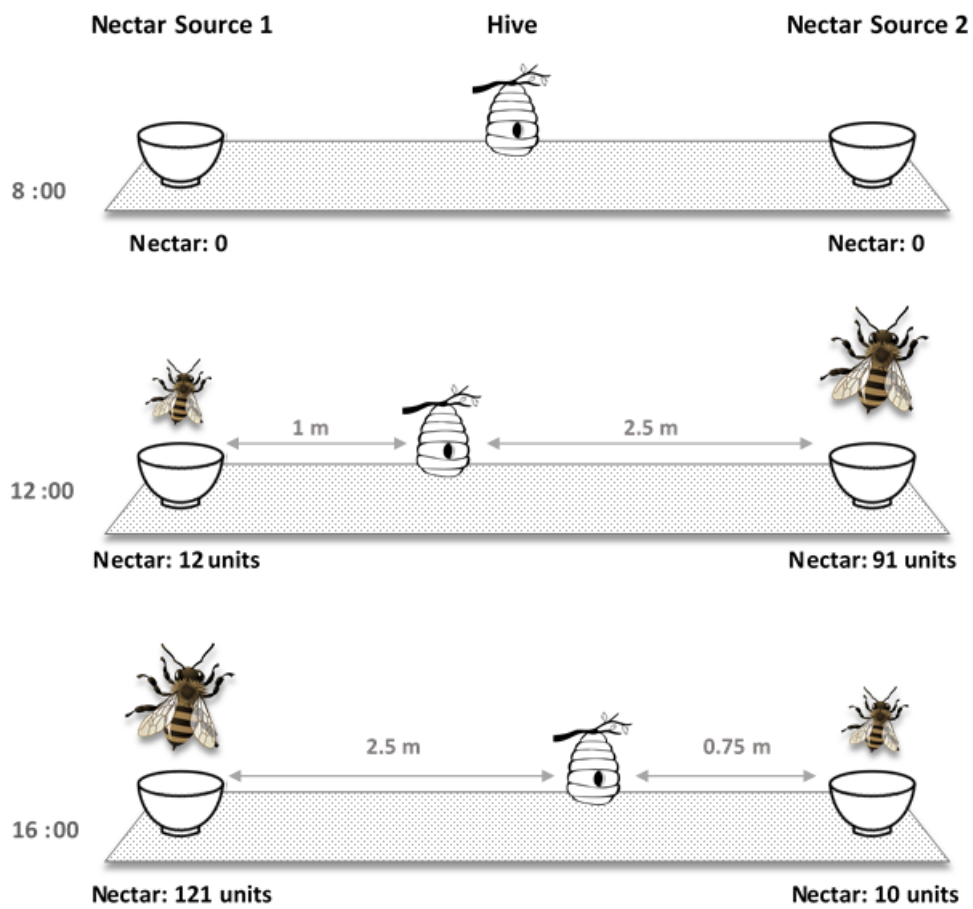 Nectar Source 1
Hive
Nectar Source 2
8 :00
Nectar: 0
Nectar: 0
1 m
2.5 m
12 :00
Nectar: 12 units
Nectar: 91 units
2.5 m
0.75 m
16 :00
Nectar: 121 units
Nectar: 10 units